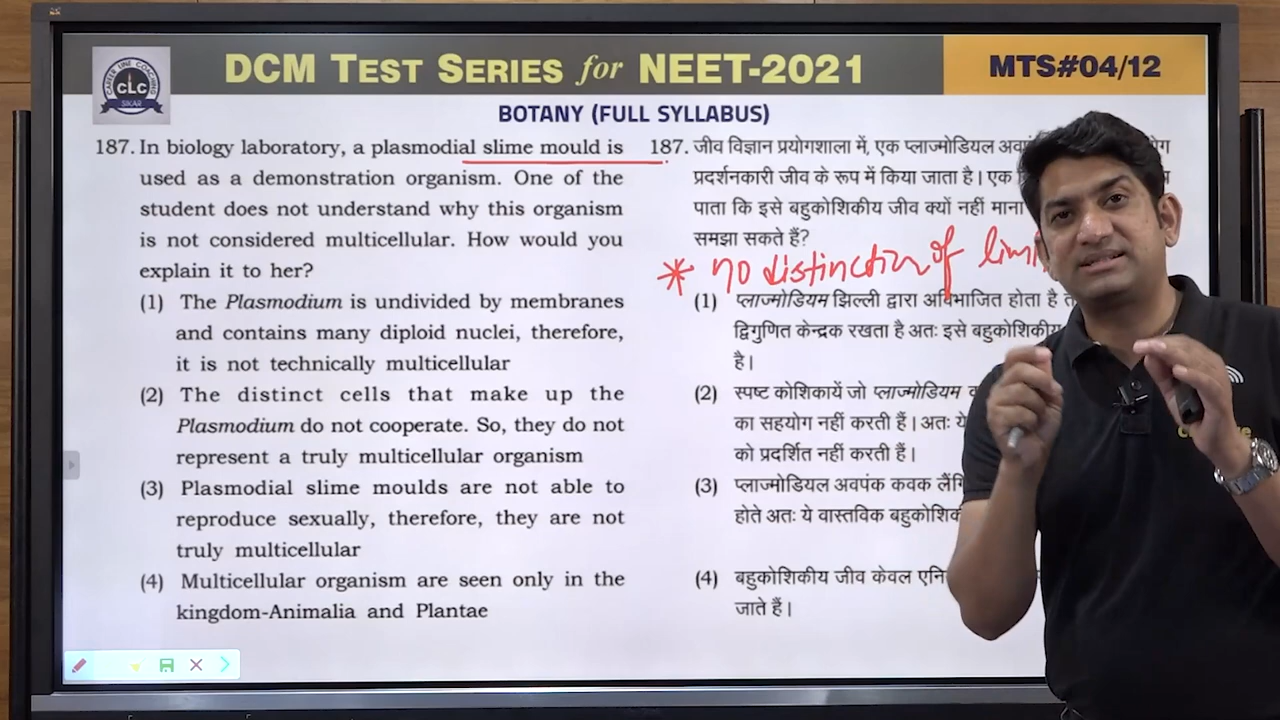 DCM TEST SERIES for NEET-2021
MTS#04/12
CAREER LINE COACHING
CLC
SIKAR
BOTANY (FULL SYLLABUS)
187. In biology laboratory, a plasmodial slime mould is
used as a demonstration organism. One of the
student does not understand why this organism
is not considered multicellular. How would you
explain it to her?
(1) The Plasmodium is undivided by membranes
and contains many diploid nuclei, therefore,
it is not technically multicellular
(2) The distinct cells that make up the
Plasmodium do not cooperate. So, they do not
represent a truly multicellular organism
(3) Plasmodial slime moulds are not able to
reproduce sexually, therefore, they are not
truly multicellular
(4) Multicellular organism are seen only in the
kingdom-Animalia and Plantae
187. जीव विज्ञान प्रयोगशाला में, एक प्लाज्मोडियल
प्रदर्शनकारी जीव के रूप में किया जाता है। एक
पाता कि इसे बहुकोशिकीय जीव क्यों नहीं माना
समझा सकते हैं?
* no distinction of
(1) प्लाज्मोडियम झिल्ली द्वारा अविभाजित होता है
द्विगुणित केन्द्रक रखता है अतः इसे बहुकोशिकीय
है।
(2) स्पष्ट कोशिकायें जो प्लाज्मोडियम
का सहयोग नहीं करती हैं। अतः ये
को प्रदर्शित नहीं करती हैं।
(3) प्लाज्मोडियल अवपंक कवक
होते अतः ये वास्तविक
(4) बहुकोशिकीय जीव केवल
जाते हैं।